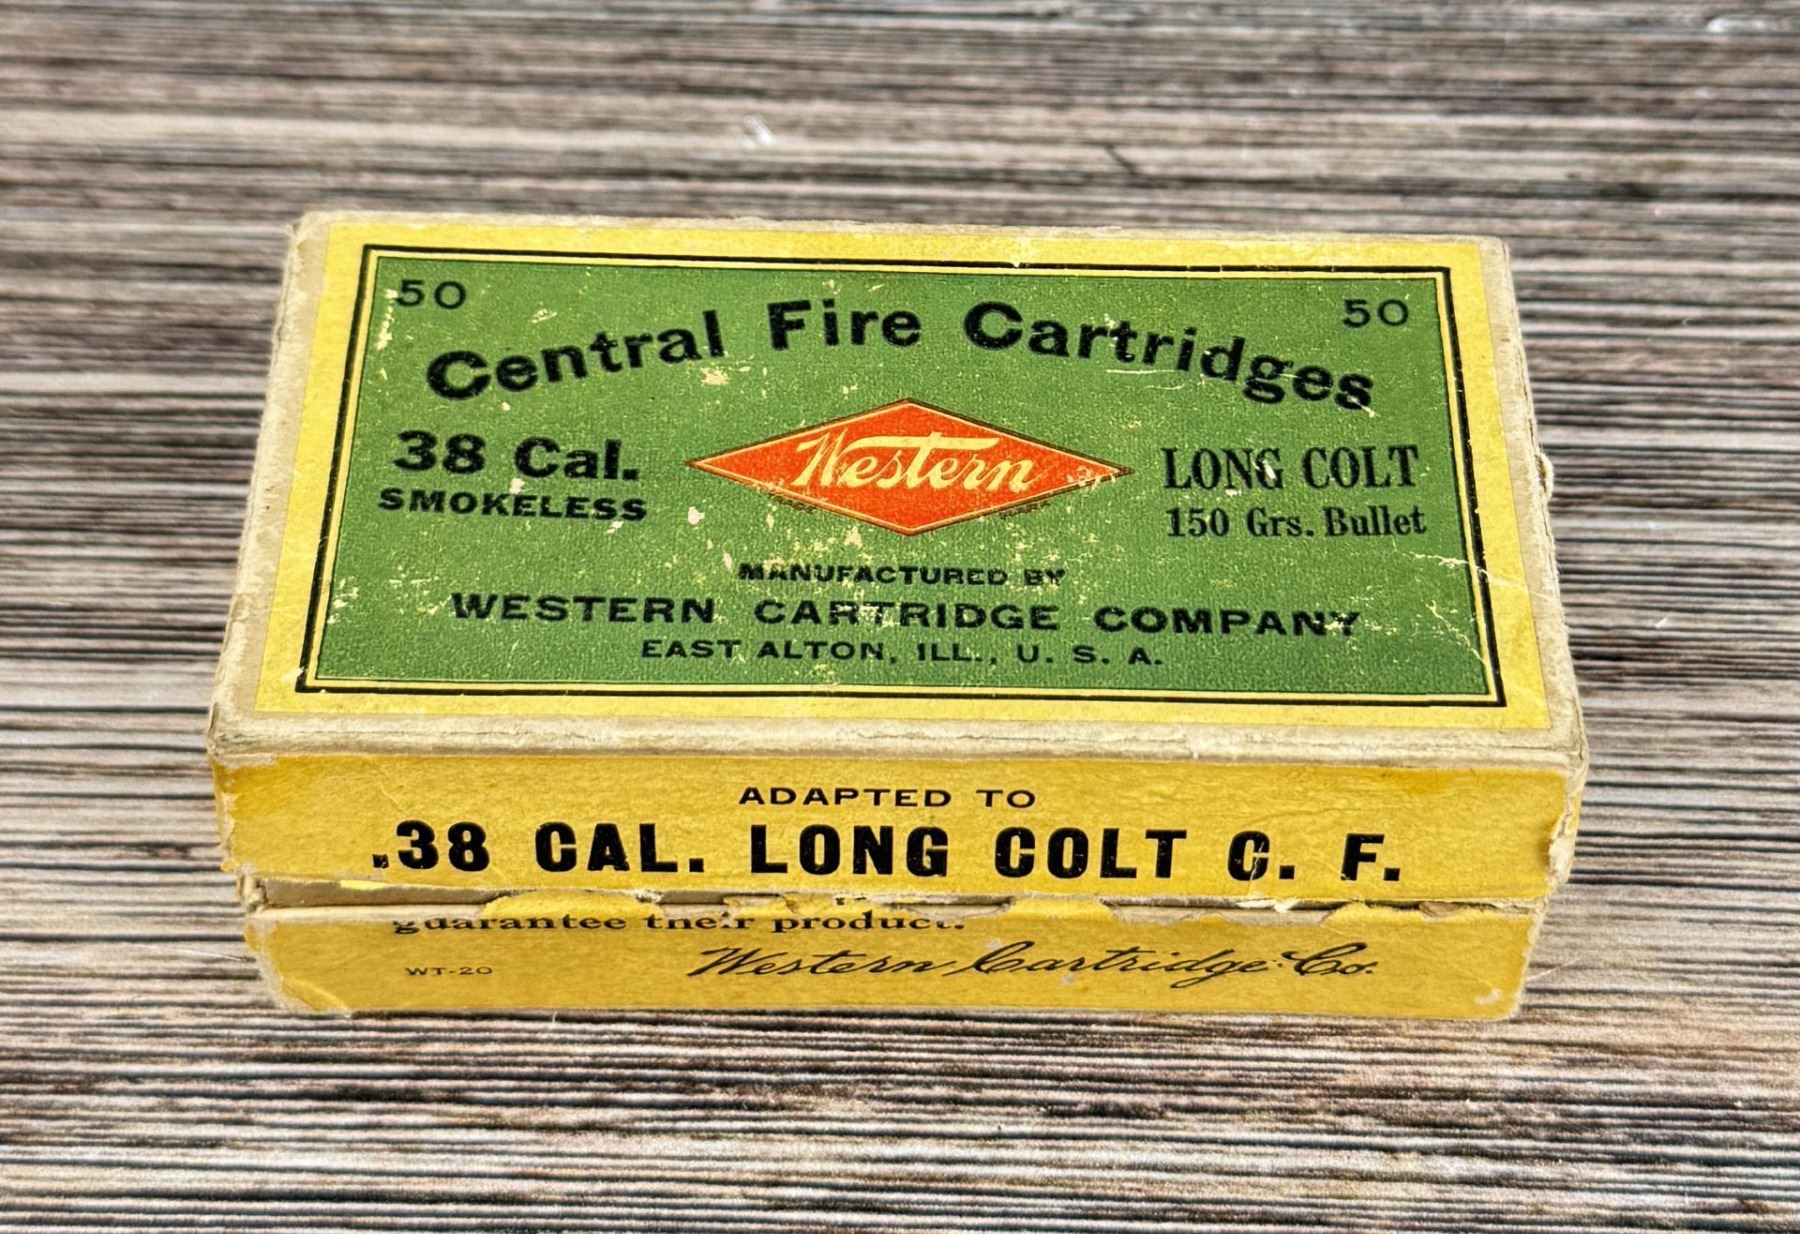 50 50
Central Fire Cartridges
38 Cal. Western LONG COLT
SMOKELESS 150 Grs. Bullet
MANUFACTURED BY
WESTERN CARTRIDGE COMPANY
EAST ALTON, ILL., U. S. A.
ADAPTED TO
.38 CAL. LONG COLT C. F.
guarantee their product.
WT-20 Western Cartridge Co.